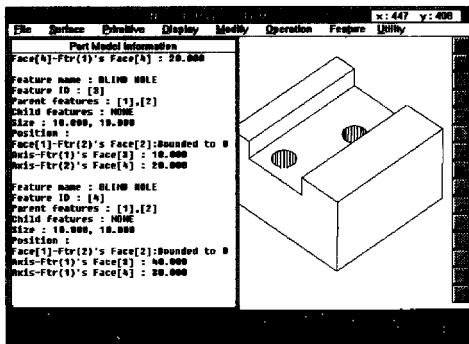 x: 447 y: 408
File Surface Primitive Display Modify Operation Feature Utility
Part Model Information
Face[4]-Ftr(1)'s Face[4] : 20.000
Feature name : BLIND HOLE
Feature ID : [3]
Parent features : [1],[2]
Child features : NONE
Size : 10.000, 10.000
Position :
Face[1]-Ftr(2)'s Face[2]:Bounded to 0
Axis-Ftr(1)'s Face[3] : 10.000
Axis-Ftr(2)'s Face[4] : 20.000
Feature name : BLIND HOLE
Feature ID : [4]
Parent features : [1],[2]
Child features : NONE
Size : 10.000, 10.000
Position :
Face[1]-Ftr(2)'s Face[2]:Bounded to 0
Axis-Ftr(1)'s Face[3] : 40.000
Axis-Ftr(1)'s Face[4] : 30.000